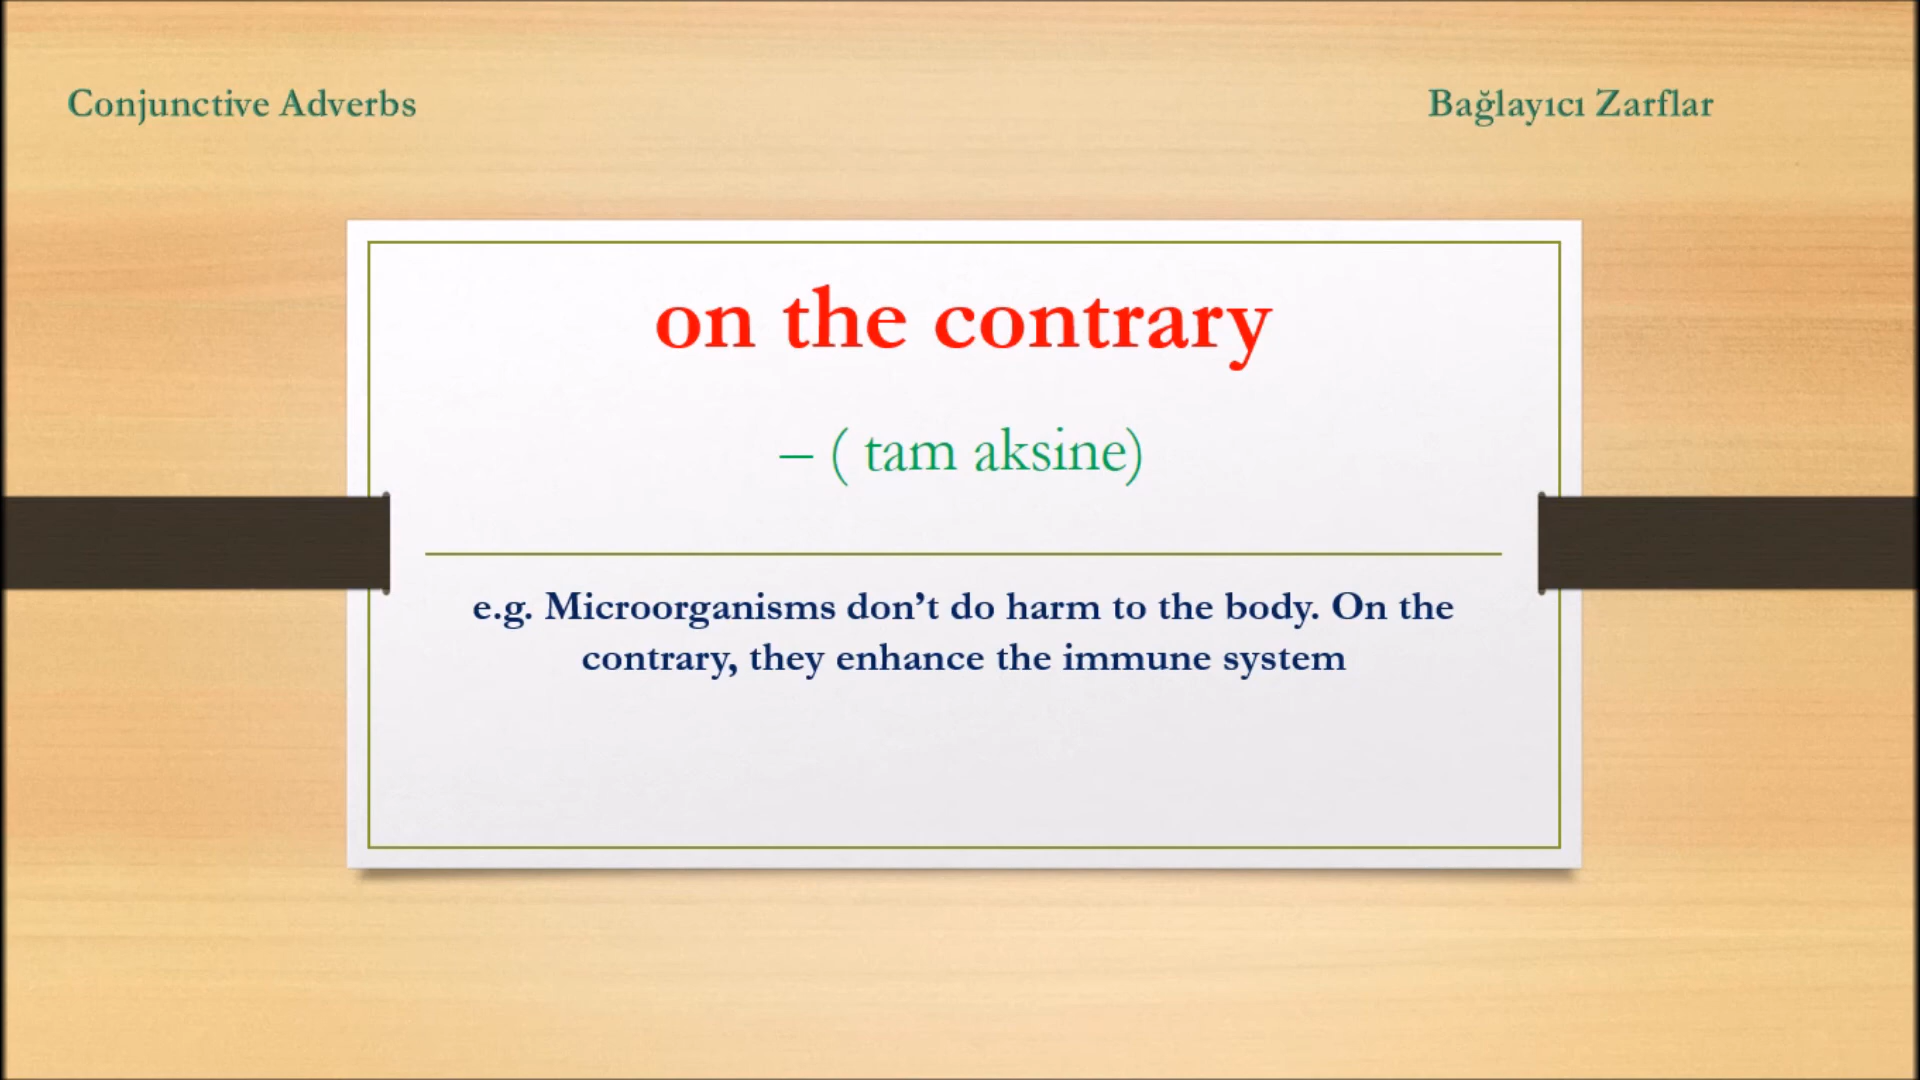 Conjunctive Adverbs
Bağlayıcı Zarflar
on the contrary
– ( tam aksine)
e.g. Microorganisms don’t do harm to the body. On the
contrary, they enhance the immune system